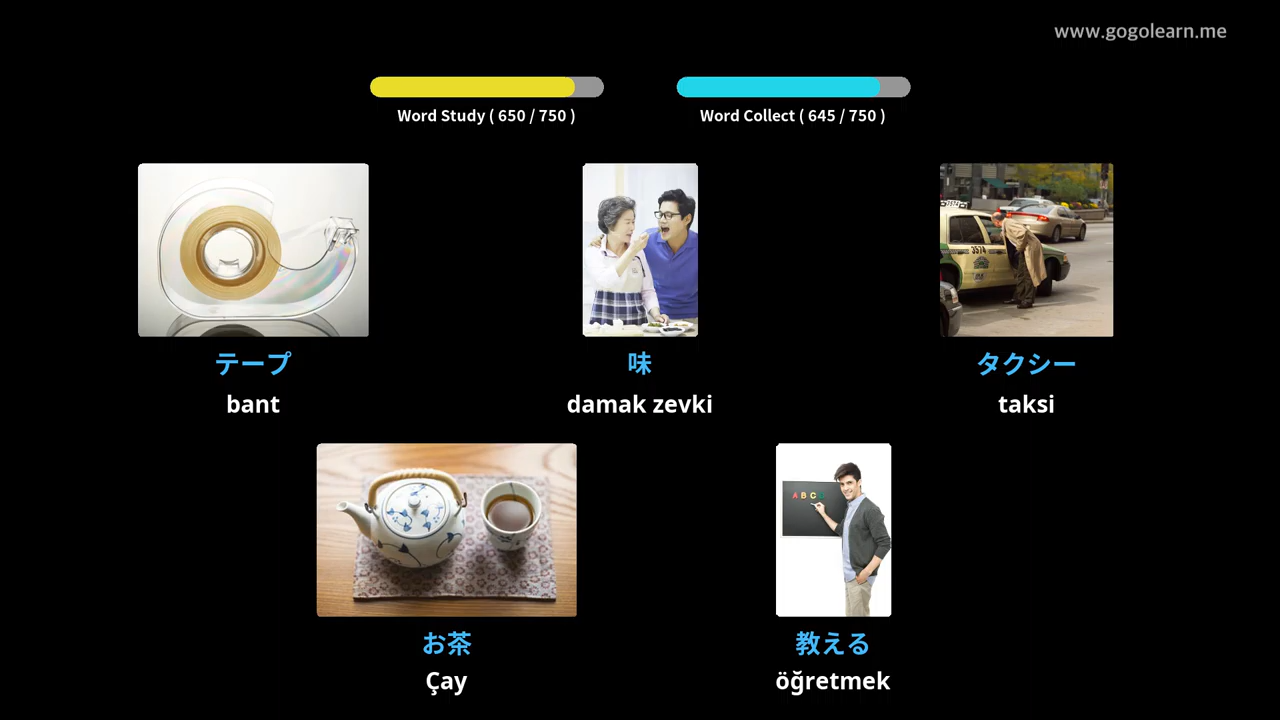 www.gogolearn.me
Word Study ( 650 / 750 )
Word Collect ( 645 / 750 )
3574
テープ
味
タクシー
bant
damak zevki
taksi
A B C
お茶
教える
Çay
öğretmek